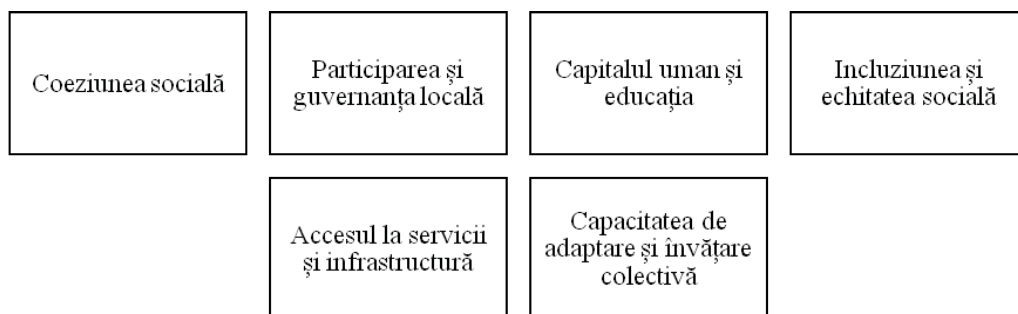 Coeziunea socială
Participarea și
guvernanța locală
Capitalul uman și
educația
Incluziunea și
echitatea socială
Accesul la servicii
și infrastructură
Capacitatea de
adaptare și învățare
colectivă